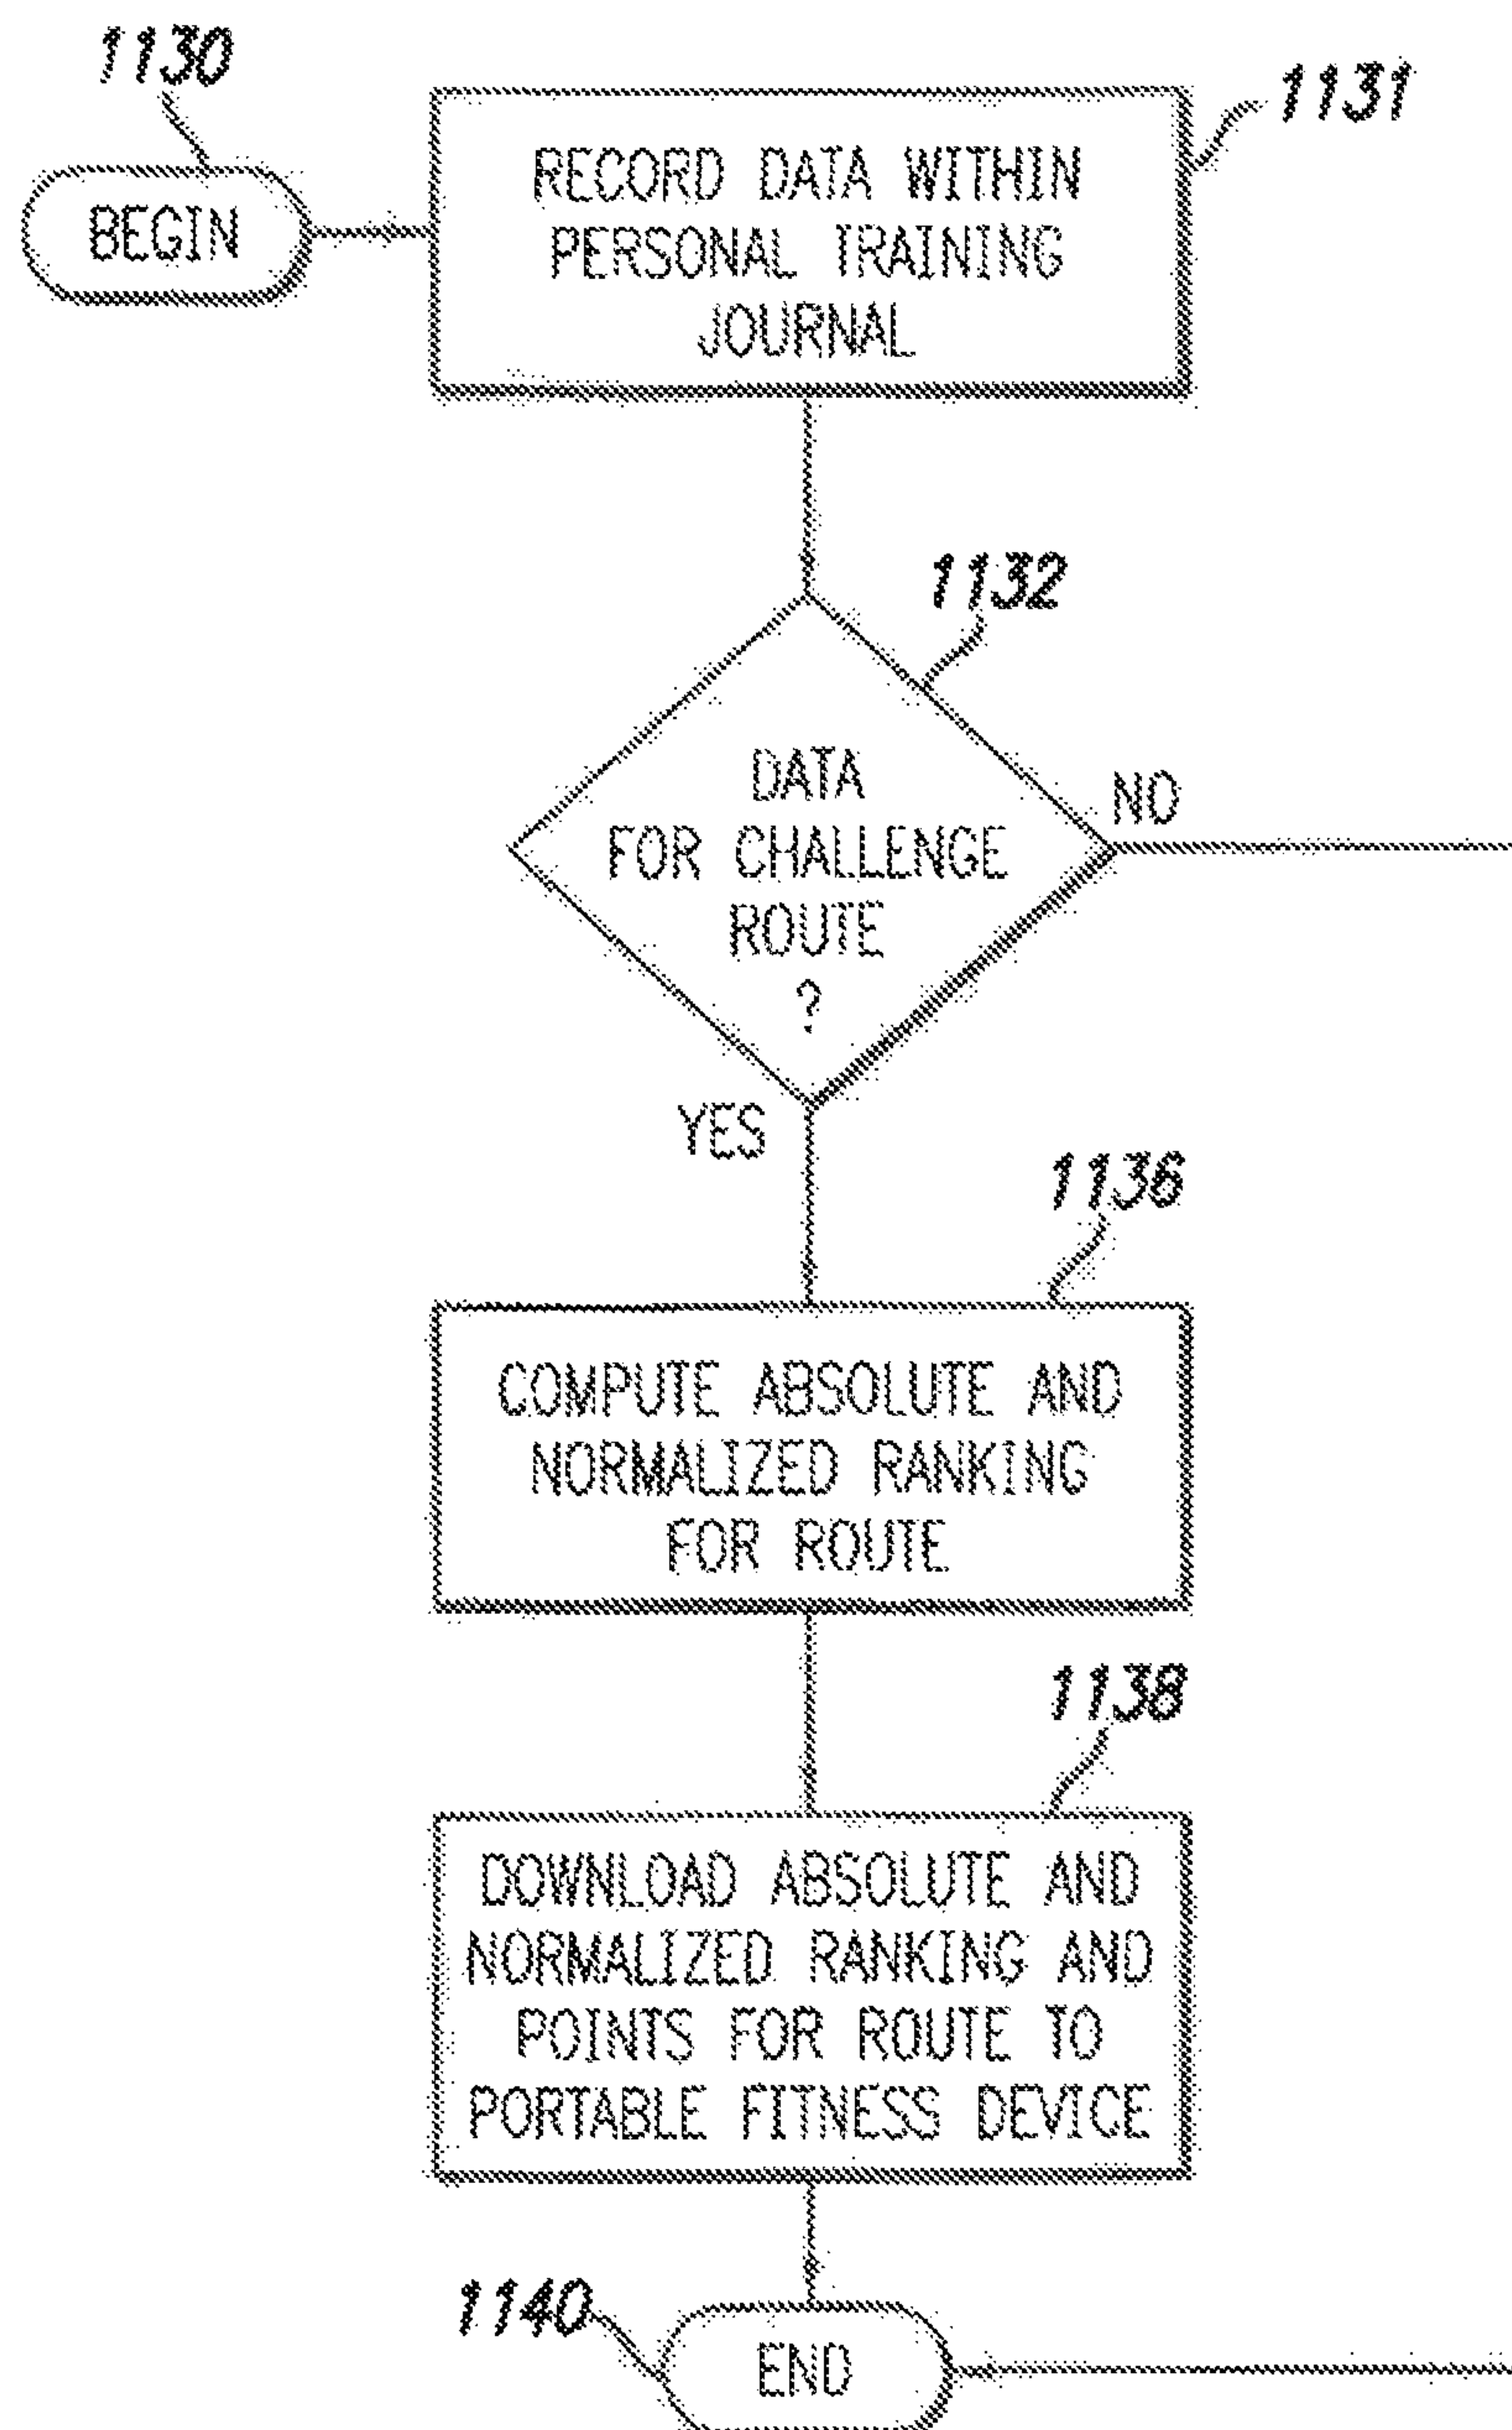 1130
BEGIN
1131
RECORD DATA WITHIN
PERSONAL TRAINING
JOURNAL
1132
DATA
FOR CHALLENGE
ROUTE
?
NO
YES
1136
COMPUTE ABSOLUTE AND
NORMALIZED RANKING
FOR ROUTE
1138
DOWNLOAD ABSOLUTE AND
NORMALIZED RANKING AND
POINTS FOR ROUTE TO
PORTABLE FITNESS DEVICE
1140
END